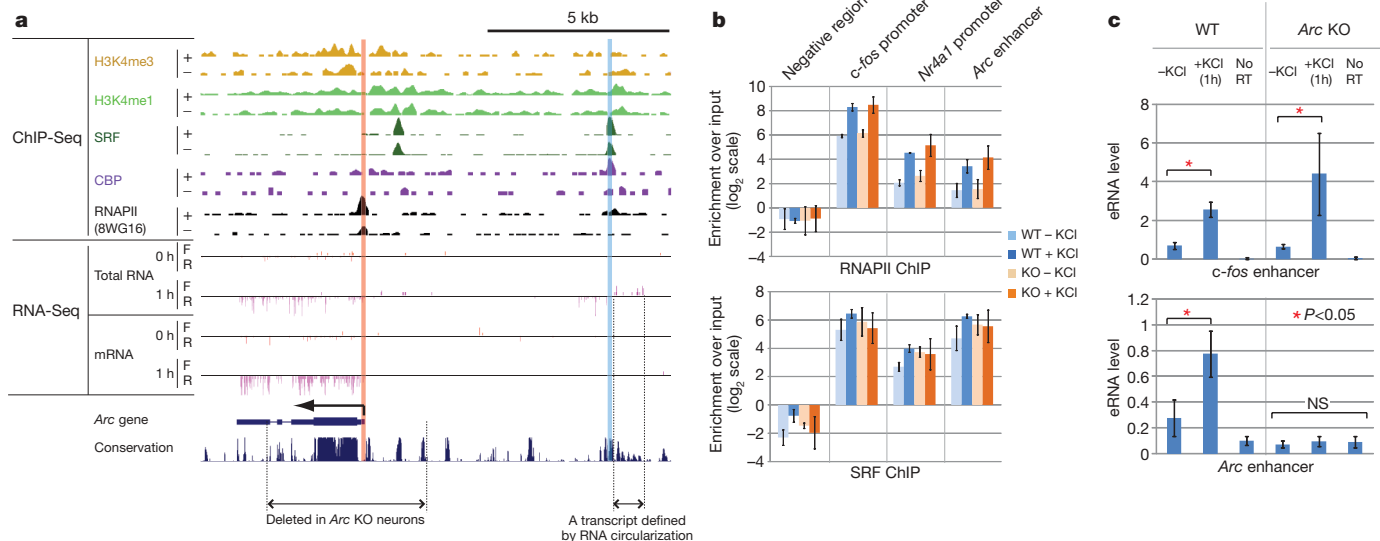 a
5 kb
ChIP-Seq
H3K4me3
+
–
H3K4me1
+
–
SRF
+
–
CBP
+
–
RNAPII
(8WG16)
+
–
RNA-Seq
Total RNA
0 h
F
R
1 h
F
R
mRNA
0 h
F
R
1 h
F
R
Arc gene
Conservation
Deleted in Arc KO neurons
A transcript defined
by RNA circularization
b
Negative region
c-fos promoter
Nr4a1 promoter
Arc enhancer
Enrichment over input
(log2 scale)
10
8
6
4
2
0
–2
–4
RNAPII ChIP
WT – KCl
WT + KCl
KO – KCl
KO + KCl
Enrichment over input
(log2 scale)
8
6
4
2
0
–2
–4
SRF ChIP
c
WT
Arc KO
–KCl
+KCl
(1h)
No
RT
–KCl
+KCl
(1h)
No
RT
eRNA level
8
6
4
2
0
*
*
c-fos enhancer
eRNA level
1.2
1
0.8
0.6
0.4
0.2
0
*
* P<0.05
NS
Arc enhancer